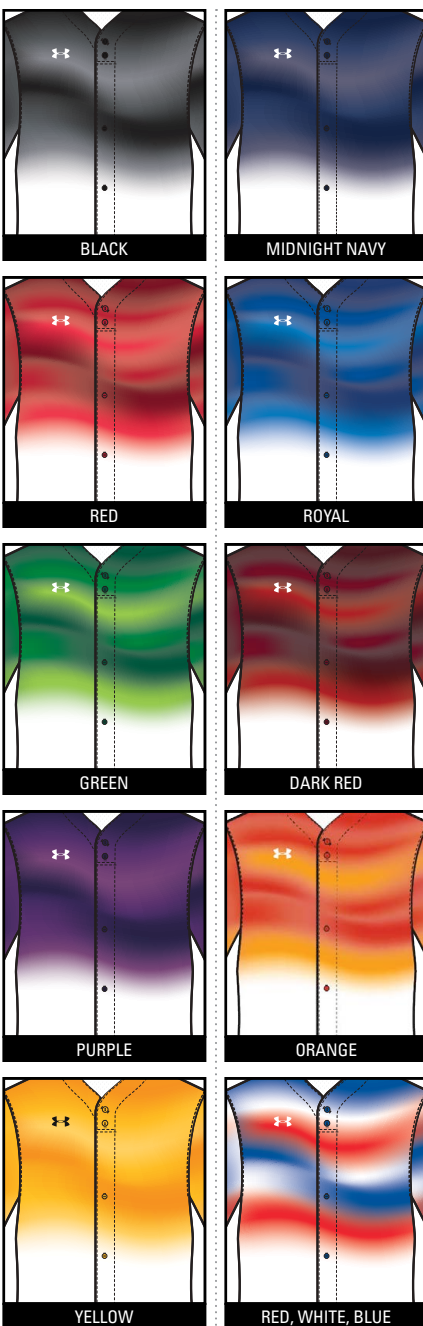 BLACK
MIDNIGHT NAVY
RED
ROYAL
GREEN
DARK RED
PURPLE
ORANGE
YELLOW
RED, WHITE, BLUE